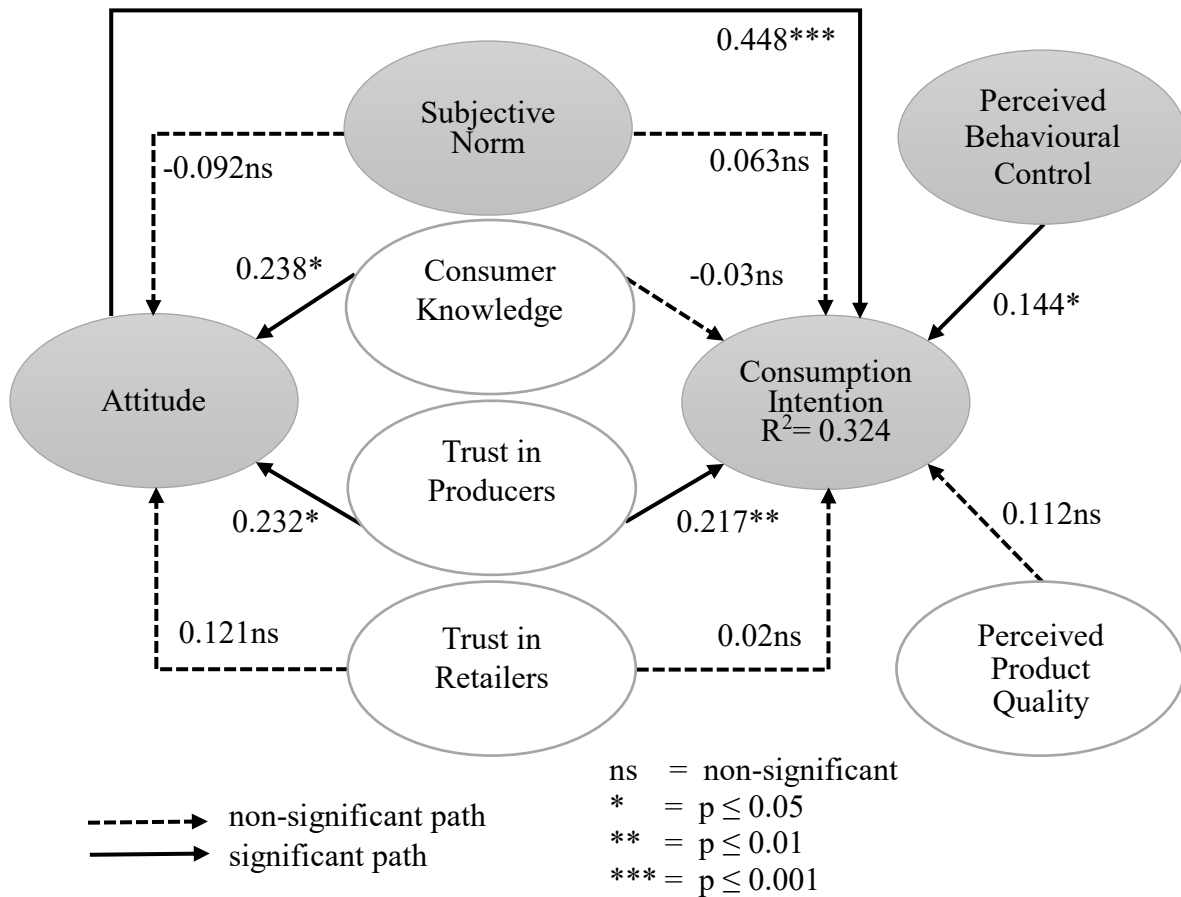 0.448***
Subjective
Norm
Perceived
Behavioural
Control
-0.092ns
0.063ns
0.238*
Consumer
Knowledge
-0.03ns
0.144*
Attitude
Consumption
Intention
R²= 0.324
Trust in
Producers
0.232*
0.217**
0.112ns
0.121ns
Trust in
Retailers
0.02ns
Perceived
Product
Quality
ns = non-significant
* = p ≤ 0.05
** = p ≤ 0.01
*** = p ≤ 0.001
non-significant path
significant path